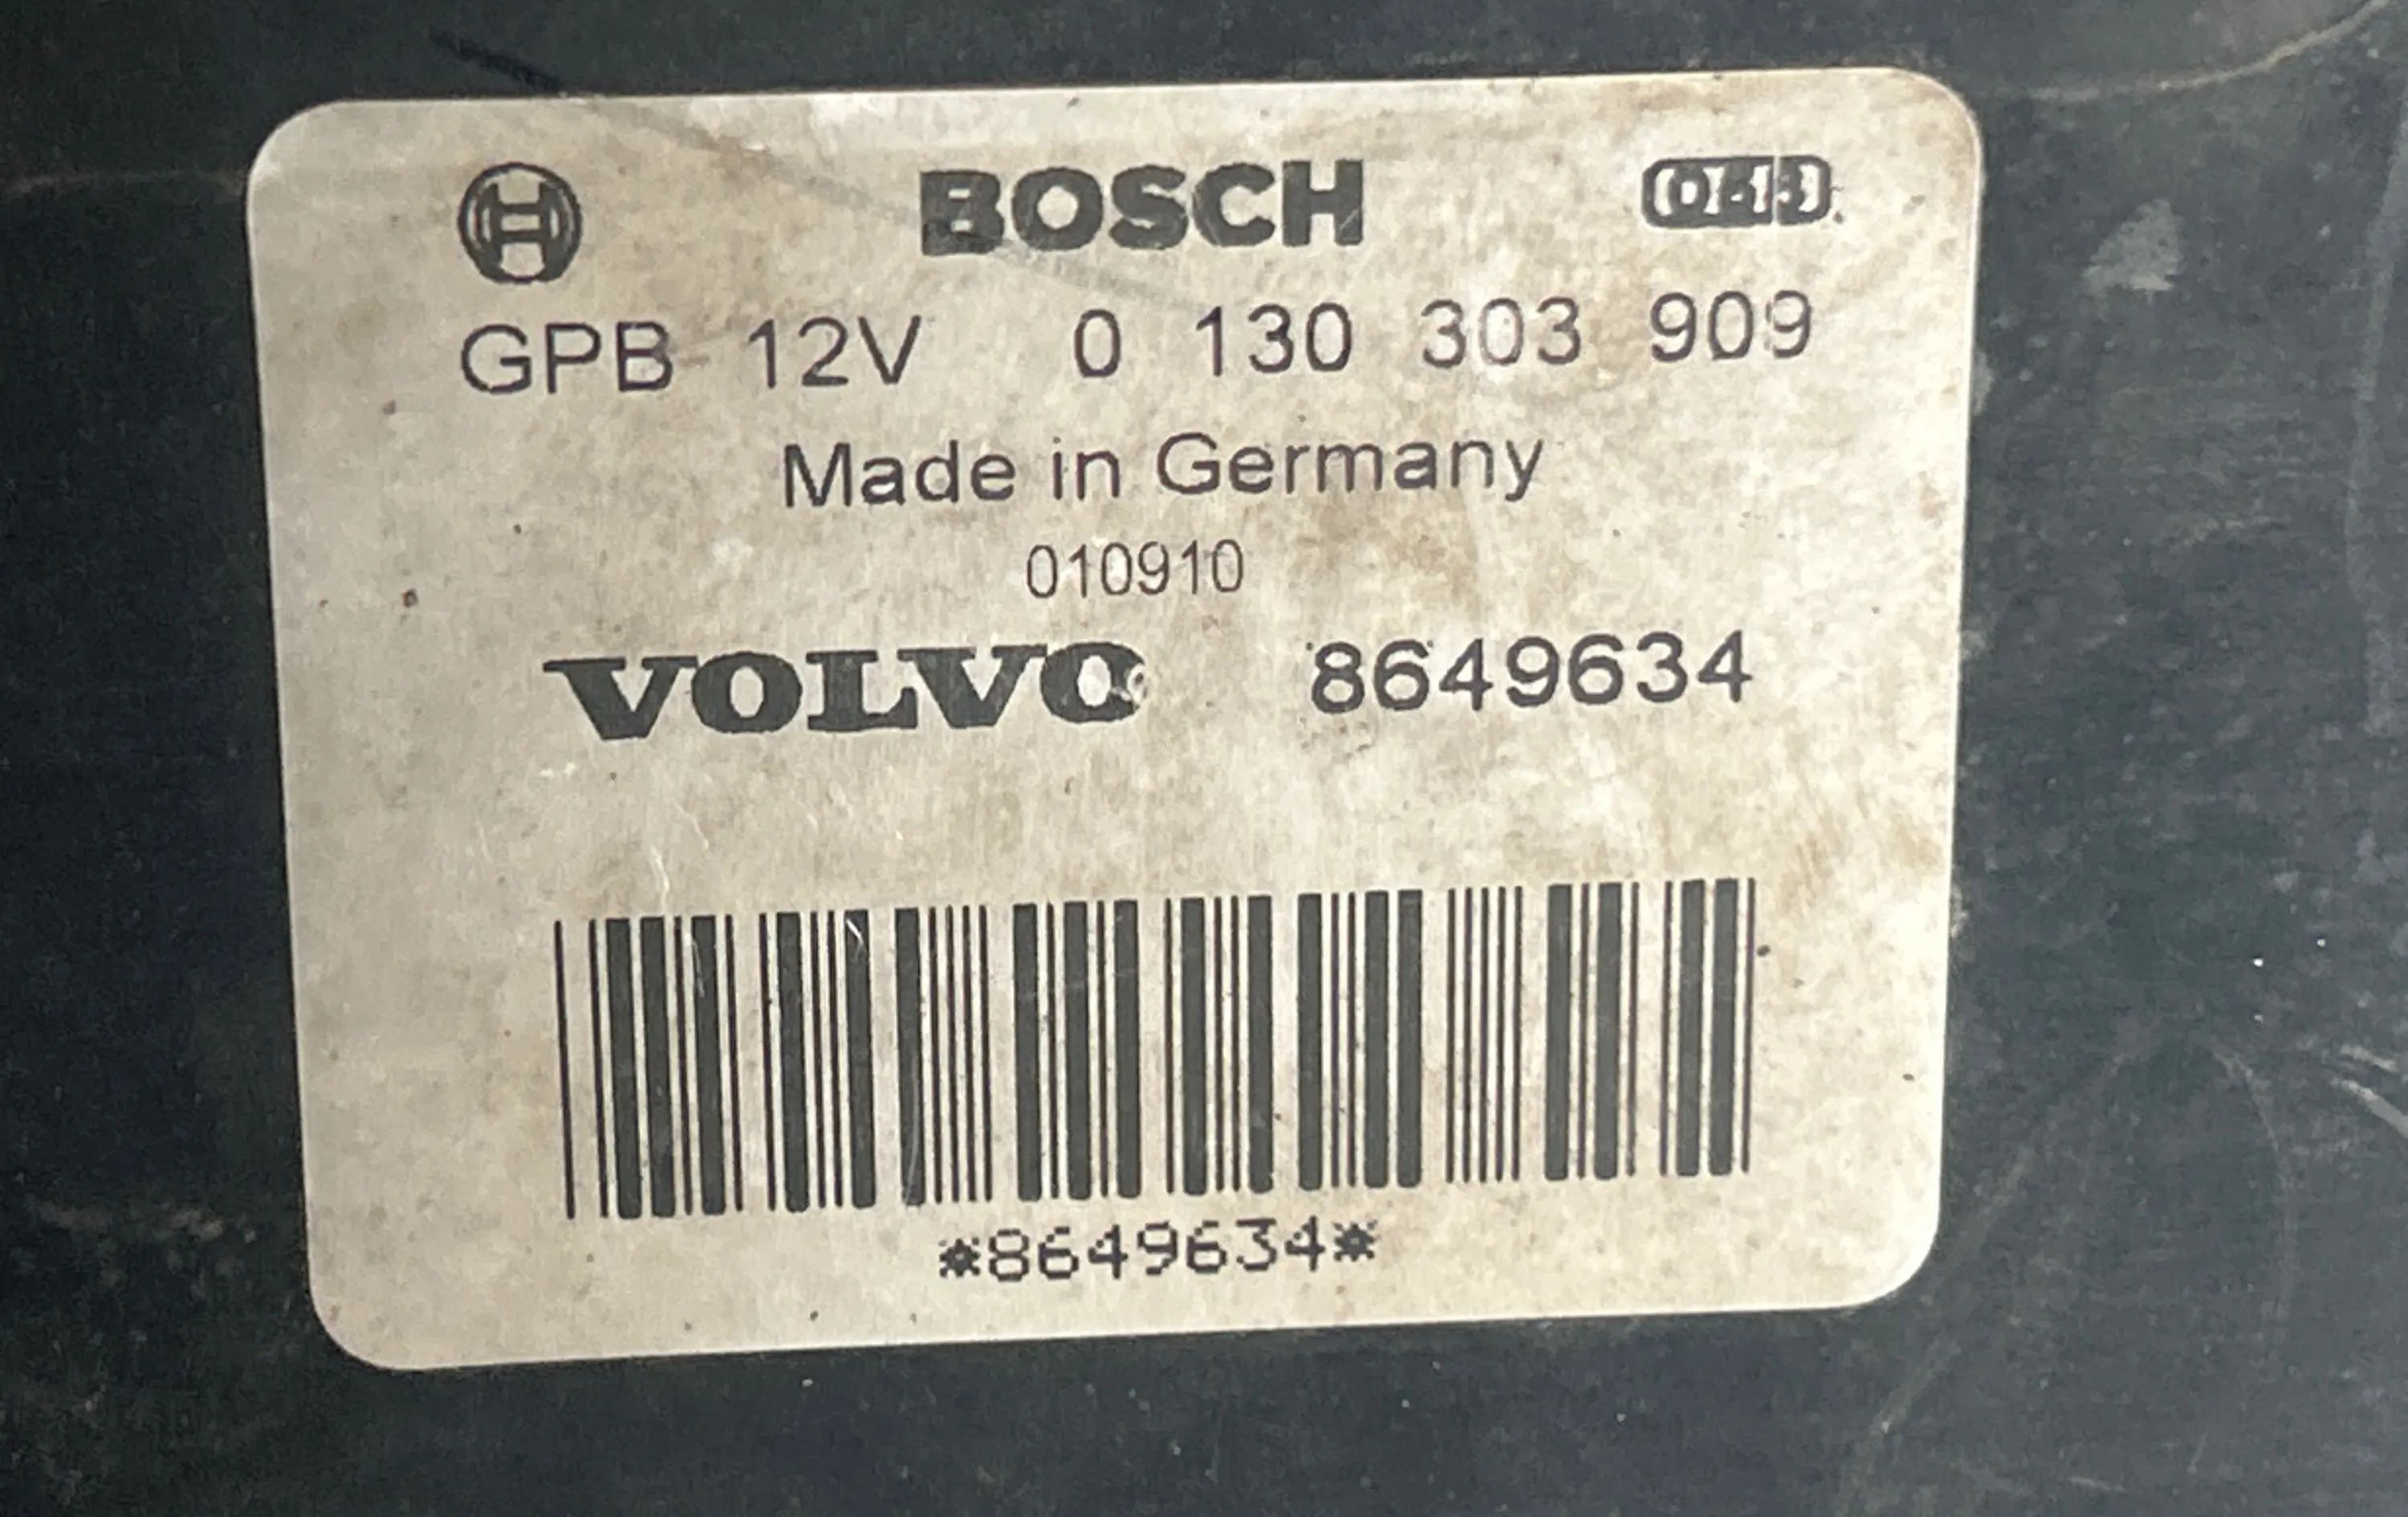 BOSCH
GPB 12V 0 130 303 909
Made in Germany
010910
VOLVO 8649634
*8649634*